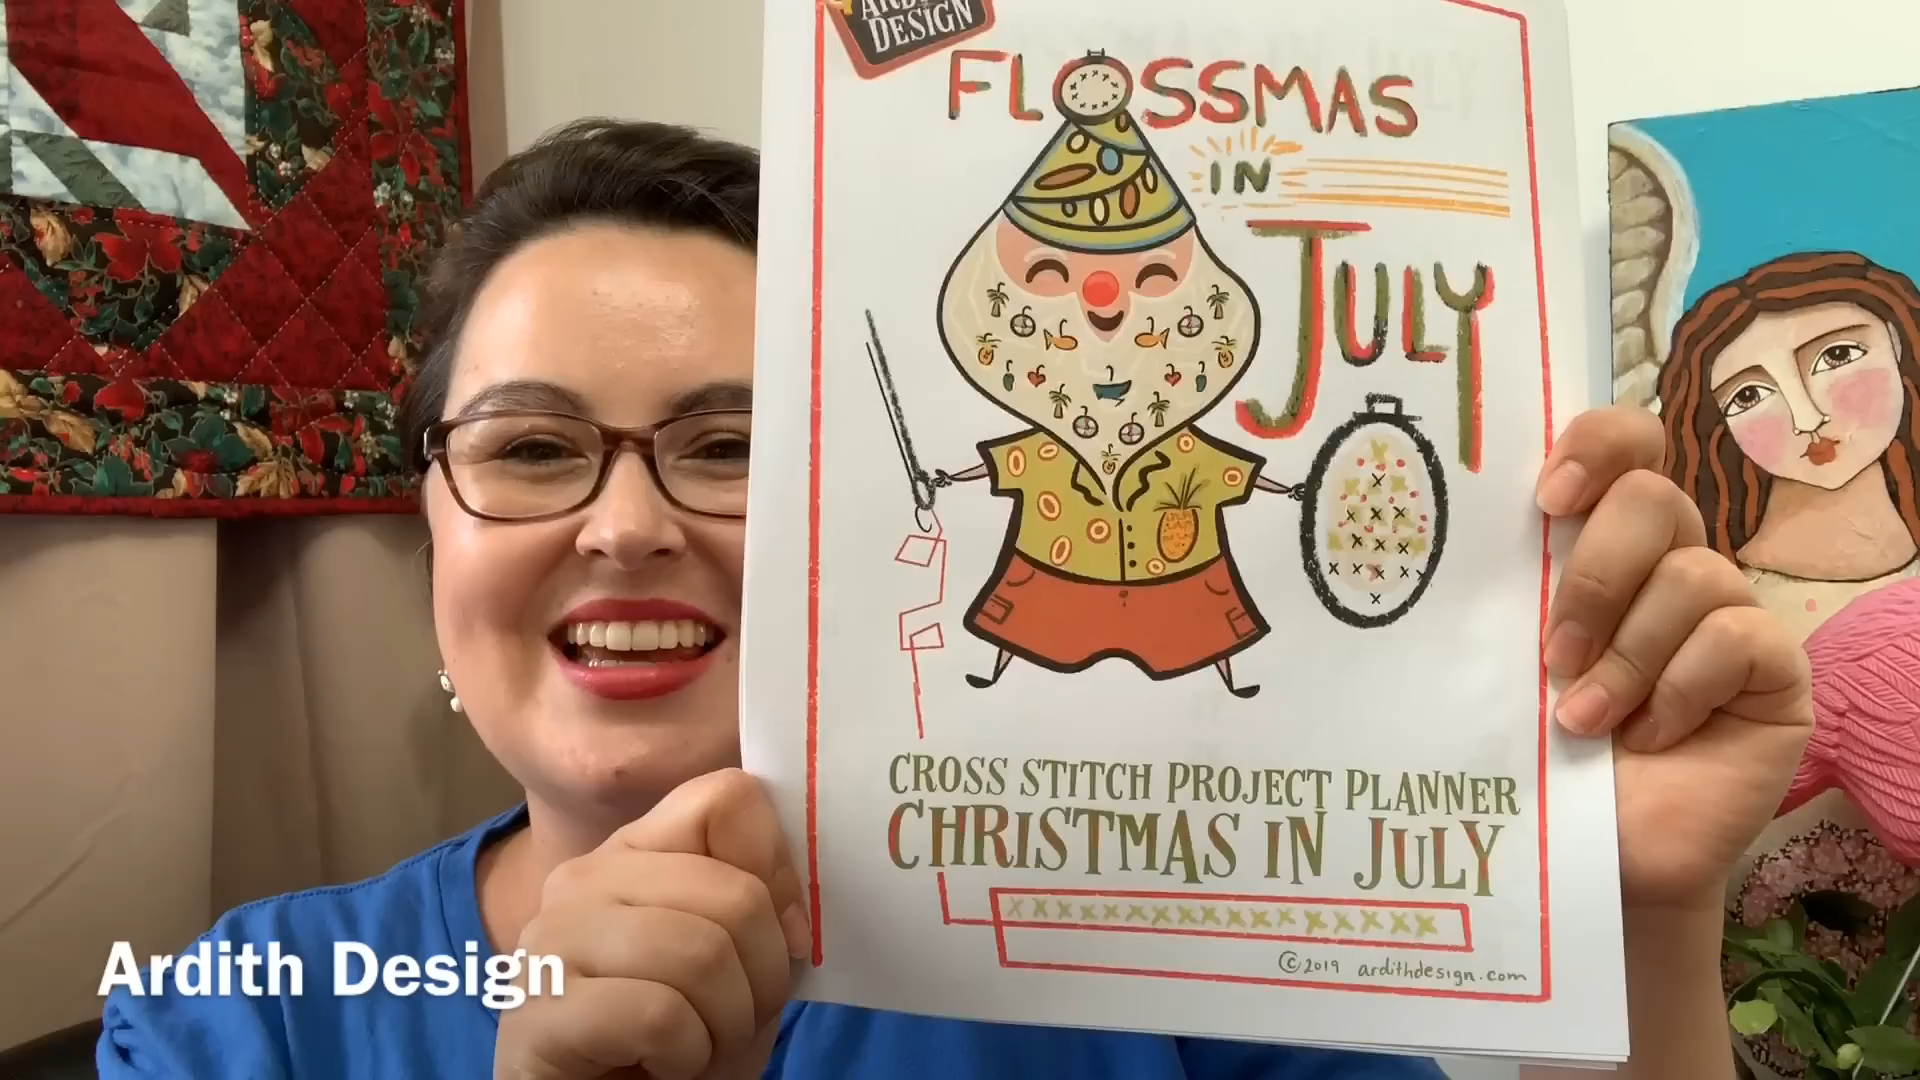 ARDITH
DESIGN
FLOSSMAS
IN
JULY
CROSS STITCH PROJECT PLANNER
CHRISTMAS IN JULY
©2019 ardithdesign.com
Ardith Design